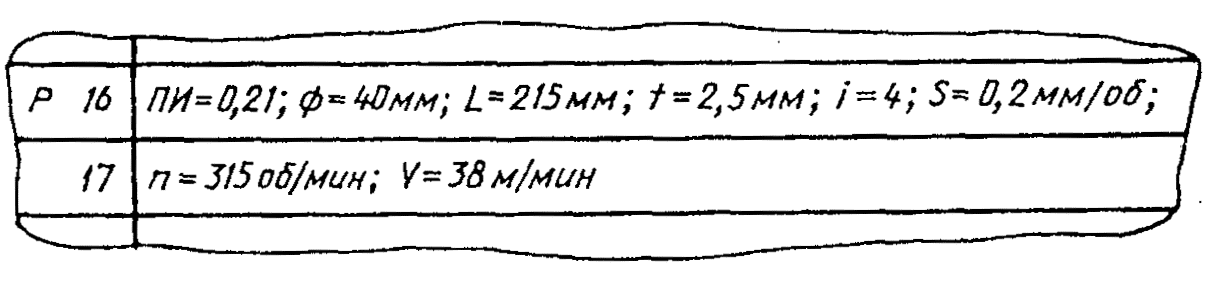 Р 16 ПИ=0,21; ф=40мм; L=215мм; t=2,5мм; i=4; S=0,2мм/об;
17 п=315об/мин; V=38м/мин